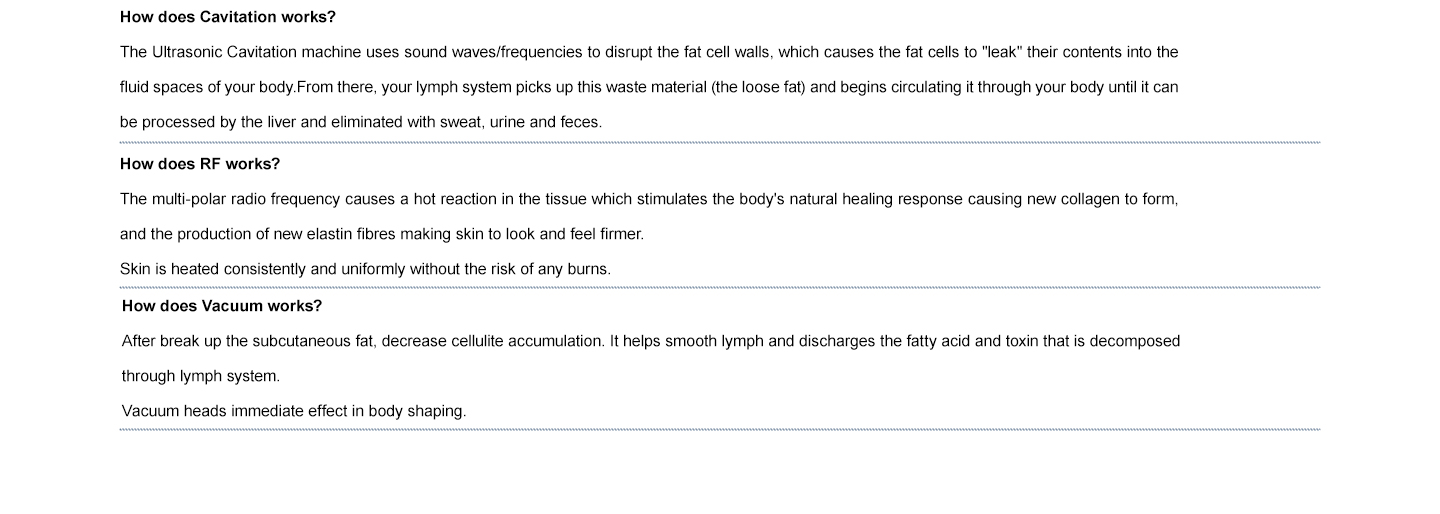 How does Cavitation works?
The Ultrasonic Cavitation machine uses sound waves/frequencies to disrupt the fat cell walls, which causes the fat cells to "leak" their contents into the
fluid spaces of your body.From there, your lymph system picks up this waste material (the loose fat) and begins circulating it through your body until it can
be processed by the liver and eliminated with sweat, urine and feces.
How does RF works?
The multi-polar radio frequency causes a hot reaction in the tissue which stimulates the body's natural healing response causing new collagen to form,
and the production of new elastin fibres making skin to look and feel firmer.
Skin is heated consistently and uniformly without the risk of any burns.
How does Vacuum works?
After break up the subcutaneous fat, decrease cellulite accumulation. It helps smooth lymph and discharges the fatty acid and toxin that is decomposed
through lymph system.
Vacuum heads immediate effect in body shaping.